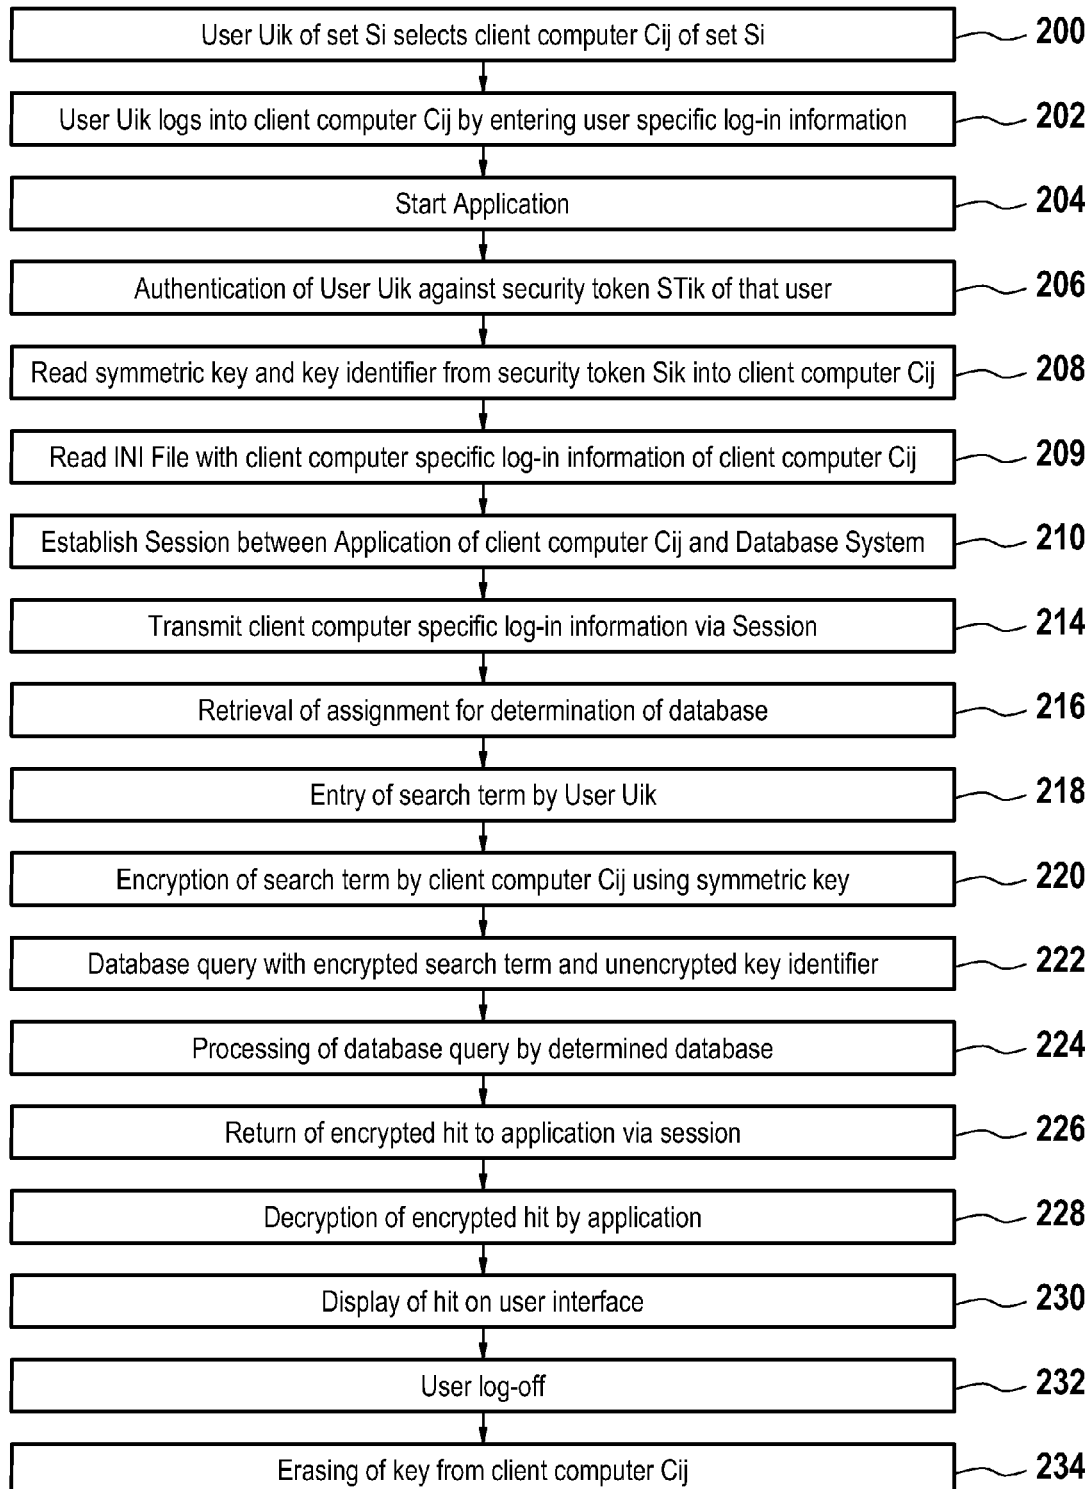 User Uik of set Si selects client computer Cij of set Si 200
User Uik logs into client computer Cij by entering user specific log-in information 202
Start Application 204
Authentication of User Uik against security token STik of that user 206
Read symmetric key and key identifier from security token Sik into client computer Cij 208
Read INI File with client computer specific log-in information of client computer Cij 209
Establish Session between Application of client computer Cij and Database System 210
Transmit client computer specific log-in information via Session 214
Retrieval of assignment for determination of database 216
Entry of search term by User Uik 218
Encryption of search term by client computer Cij using symmetric key 220
Database query with encrypted search term and unencrypted key identifier 222
Processing of database query by determined database 224
Return of encrypted hit to application via session 226
Decryption of encrypted hit by application 228
Display of hit on user interface 230
User log-off 232
Erasing of key from client computer Cij 234